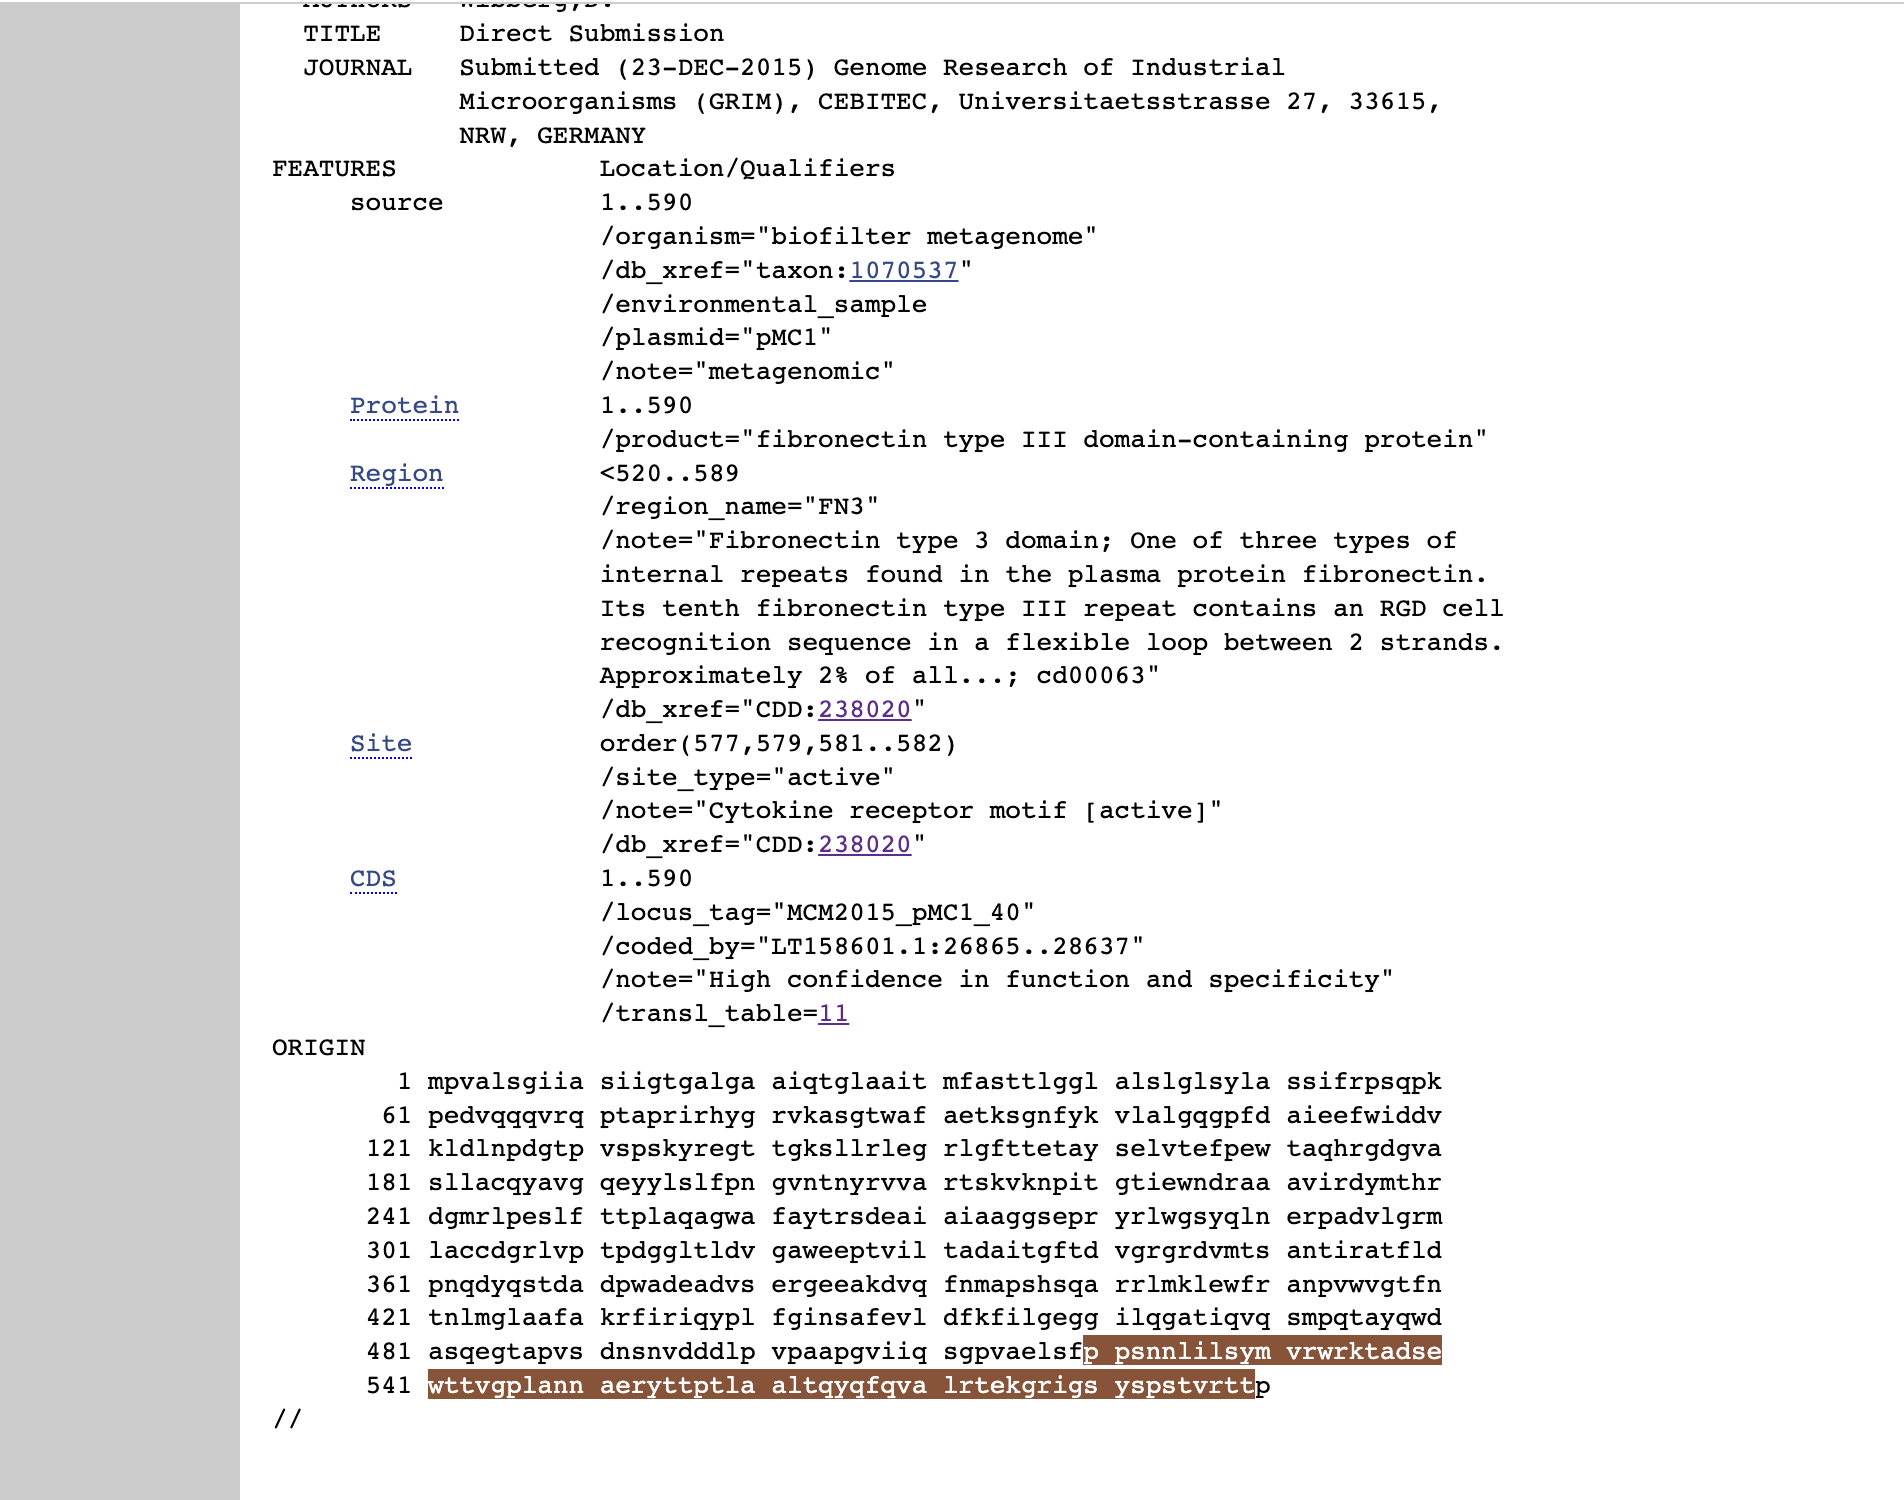 TITLE Direct Submission
JOURNAL Submitted (23-DEC-2015) Genome Research of Industrial
Microorganisms (GRIM), CEBITEC, Universitaetsstrasse 27, 33615,
NRW, GERMANY
FEATURES Location/Qualifiers
source 1..590
/organism="biofilter metagenome"
/db_xref="taxon:1070537"
/environmental_sample
/plasmid="pMC1"
/note="metagenomic"
Protein 1..590
/product="fibronectin type III domain-containing protein"
Region <520..589
/region_name="FN3"
/note="Fibronectin type 3 domain; One of three types of
internal repeats found in the plasma protein fibronectin.
Its tenth fibronectin type III repeat contains an RGD cell
recognition sequence in a flexible loop between 2 strands.
Approximately 2% of all...; cd00063"
/db_xref="CDD:238020"
Site order(577,579,581..582)
/site_type="active"
/note="Cytokine receptor motif [active]"
/db_xref="CDD:238020"
CDS 1..590
/locus_tag="MCM2015_pMC1_40"
/coded_by="LT158601.1:26865..28637"
/note="High confidence in function and specificity"
/transl_table=11
ORIGIN
1 mpvalsgiia siigtgalga aiqtglaait mfasttlggl alslglsyla ssifrpsqpk
61 pedvqqqvrq ptaprirhyg rvkasgtwaf aetksgnfyk vlalgqgpfd aieefwiddv
121 kldlnpdgtp vspskyregt tgksllrleg rlgfttetay selvtefpew taqhrgdgva
181 sllacqyavg qeyylslfpn gvntnyrvva rtskvknpit gtiewndraa avirdymthr
241 dgmrlpeslf ttplaqagwa faytrsdeai aiaaggsepr yrlwgsyqln erpadvlgrm
301 laccdgrlvp tpdggltldv gaweeptvil tadaitgftd vgrgrdvmts antiratfld
361 pnqdyqstda dpwadeadvs ergeeakdvq fnmapshsqa rrlmklewfr anpvwvgtfn
421 tnlmglaafa krfiriqypl fginsafevl dfkfilgegg ilqggatiqvq smpqtayqwd
481 asqegtapvs dnsnvdddlp vpaapgviiq sgpvaelsfp psnnlilsym vrwrktadse
541 wttvgplann aeryttptla altqyqfqva lrtekgrigs yspstvrttp
//